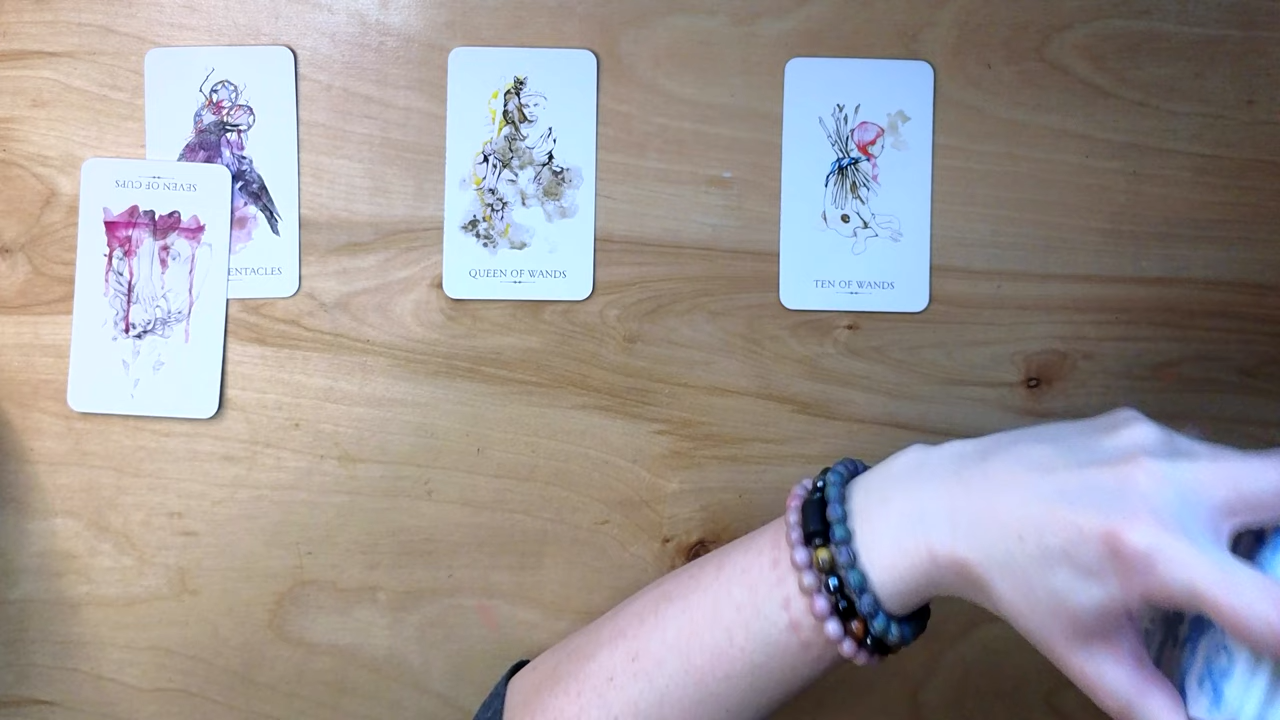 SEVEN OF CUPS
ENTACLES
QUEEN OF WANDS
TEN OF WANDS